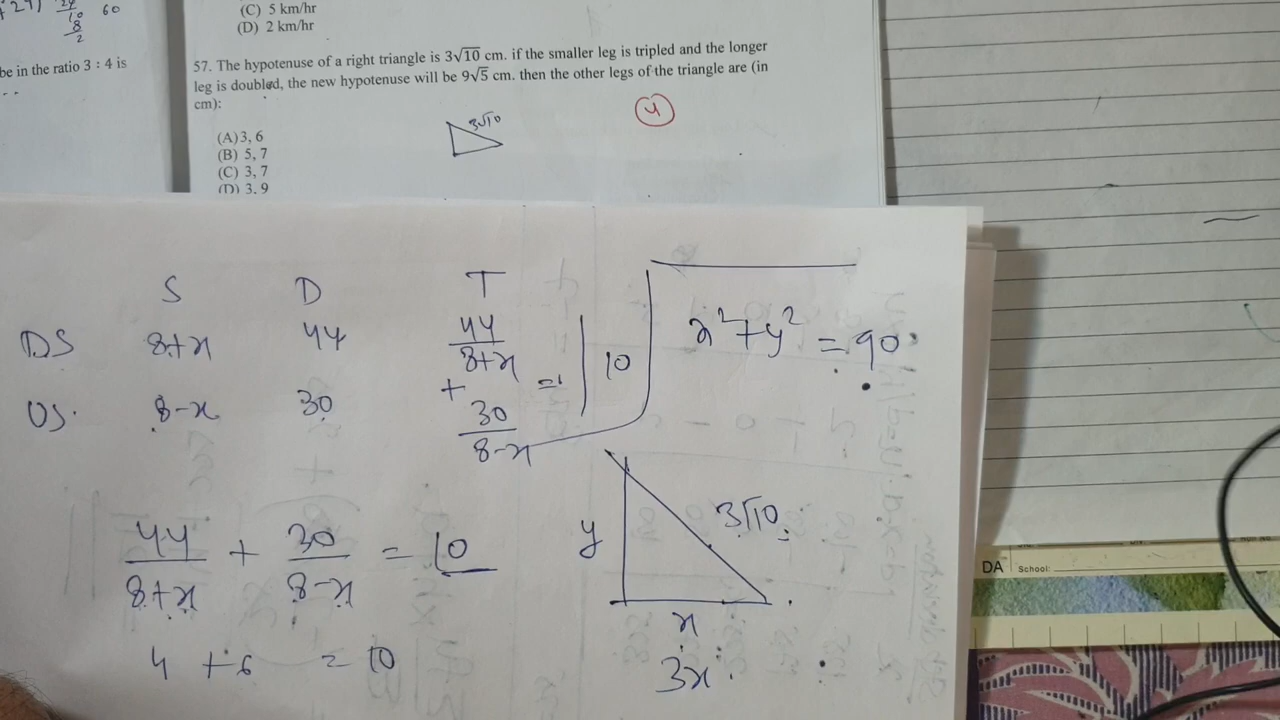 60
(C) 5 km/hr
(D) 2 km/hr
be in the ratio 3 : 4 is
57. The hypotenuse of a right triangle is 3√10 cm. if the smaller leg is tripled and the longer
leg is doubled, the new hypotenuse will be 9√5 cm. then the other legs of the triangle are (in
cm):
3√10
4
(A)3, 6
(B) 5, 7
(C) 3, 7
(D) 3, 9
S D T
DS 8+x 44 44/8+x
+ = 10
US. 8-x 30 30/8-x
x²+y² = 90
44/8+x + 30/8-x = 10
4 + 6 = 10
y 3√10
x
3x
DA School: